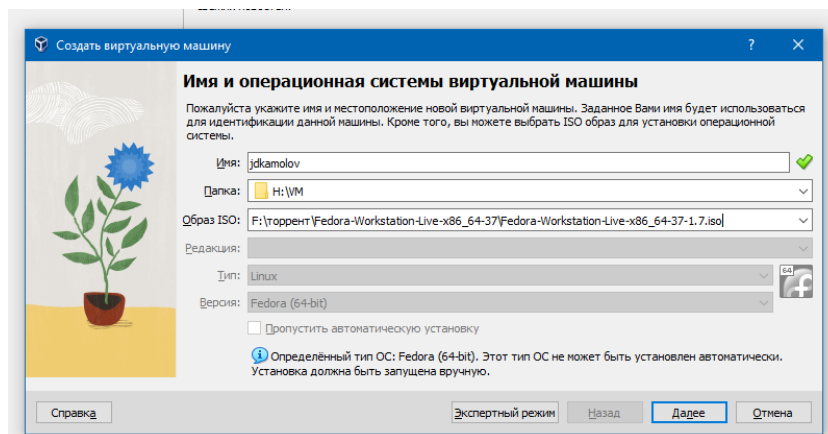 Создать виртуальную машину
?
Имя и операционная системы виртуальной машины
Пожалуйста укажите имя и местоположение новой виртуальной машины. Заданное Вами имя будет использоваться
для идентификации данной машины. Кроме того, вы можете выбрать ISO образ для установки операционной
системы.
Имя: jdkamolov
Папка: H:\VM
Образ ISO: F:\торрент\Fedora-Workstation-Live-x86_64-37\Fedora-Workstation-Live-x86_64-37-1.7.iso
Редакция:
Тип: Linux
64
Версия: Fedora (64-bit)
Пропустить автоматическую установку
Определённый тип ОС: Fedora (64-bit). Этот тип ОС не может быть установлен автоматически.
Установка должна быть запущена вручную.
Справка Экспертный режим Назад Далее Отмена